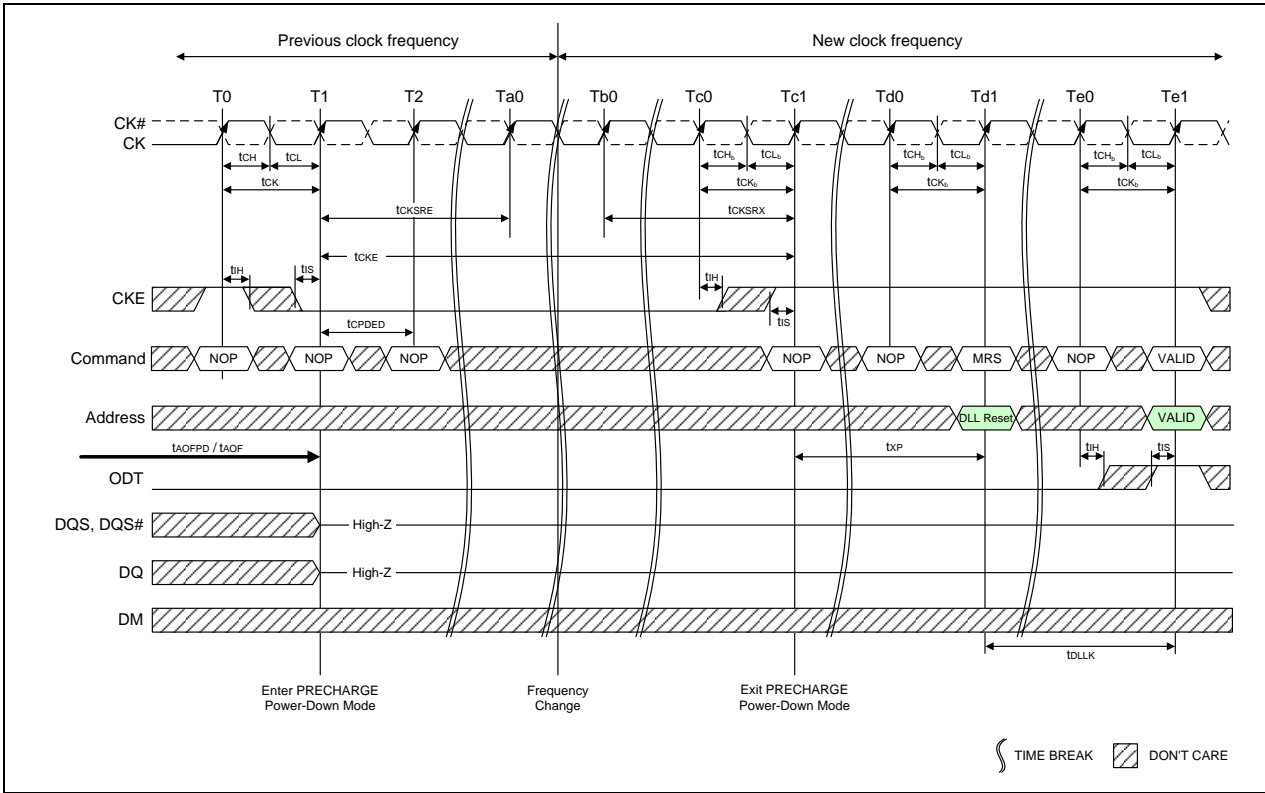 Previous clock frequency New clock frequency
T0 T1 T2 Ta0 Tb0 Tc0 Tc1 Td0 Td1 Te0 Te1
CK#
CK
tCH tCL tCHb tCLb tCHb tCLb tCHb tCLb
tCK tCKb tCKb tCKb
tCKSRE tCKSRX
tCKE
tIH tIS tIH
CKE
tIS
tCPDED
Command NOP NOP NOP NOP NOP MRS NOP VALID
Address DLL Reset VALID
tAOFPD / tAOF tXP tIH tIS
ODT
DQS, DQS# High-Z
DQ High-Z
DM
tDLLK
Enter PRECHARGE Frequency Exit PRECHARGE
Power-Down Mode Change Power-Down Mode
TIME BREAK DON'T CARE